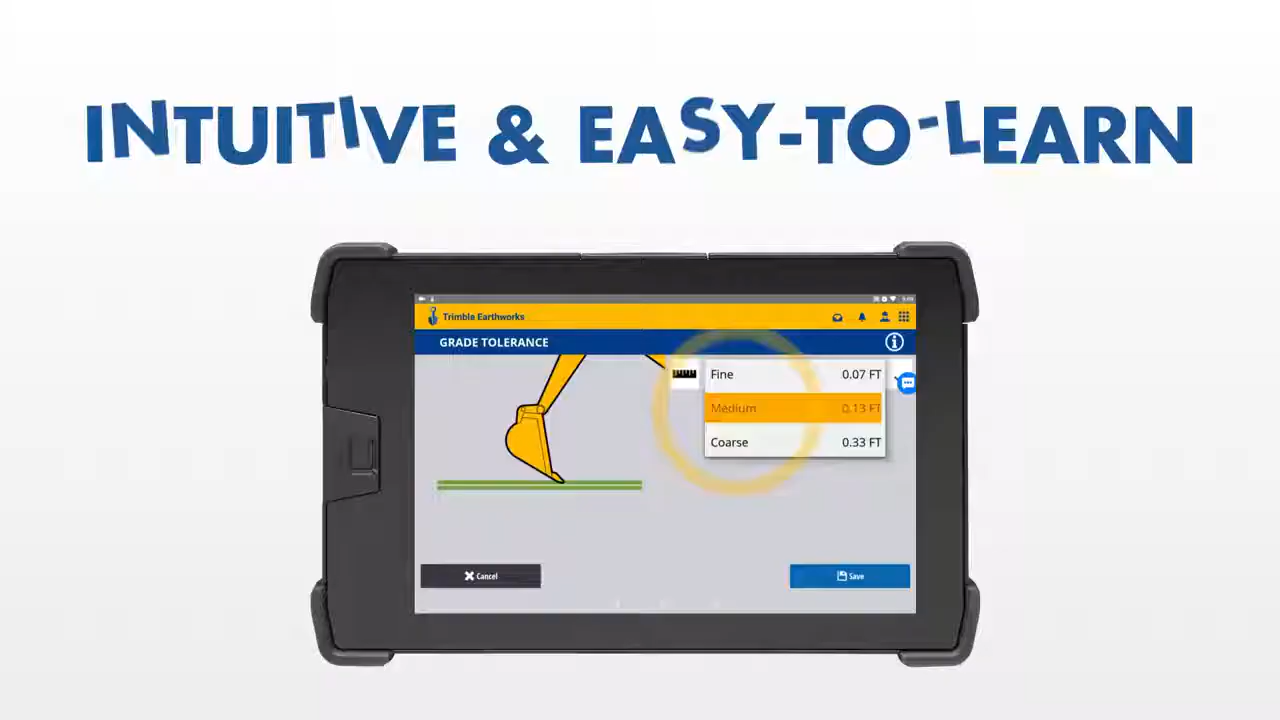 INTUITIVE & EASY-TO-LEARN
Trimble Earthworks
GRADE TOLERANCE
Fine 0.07 FT
Medium 0.13 FT
Coarse 0.33 FT
Cancel
Save